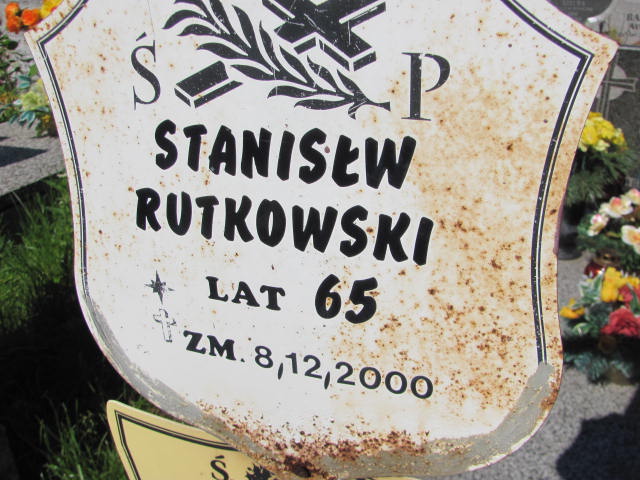 Ś P
STANISŁW
RUTKOWSKI
LAT 65
ZM. 8,12,2000
Ś